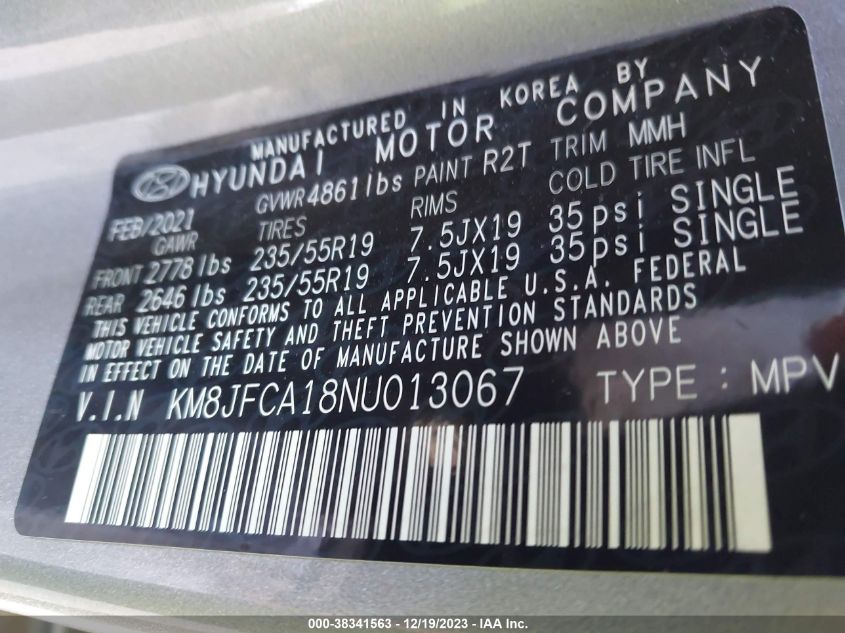 MANUFACTURED IN KOREA BY
HYUNDAI MOTOR COMPANY
FEB/2021 GVWR 4861 lbs PAINT R2T TRIM MMH
GAWR TIRES RIMS COLD TIRE INFL
FRONT 2778 lbs 235/55R19 7.5JX19 35 psi SINGLE
REAR 2646 lbs 235/55R19 7.5JX19 35 psi SINGLE
THIS VEHICLE CONFORMS TO ALL APPLICABLE U.S.A. FEDERAL
MOTOR VEHICLE SAFETY AND THEFT PREVENTION STANDARDS
IN EFFECT ON THE DATE OF MANUFACTURE SHOWN ABOVE
V.I.N KM8JFCA18NU013067 TYPE : MPV
000-38341563 - 12/19/2023 - IAA Inc.